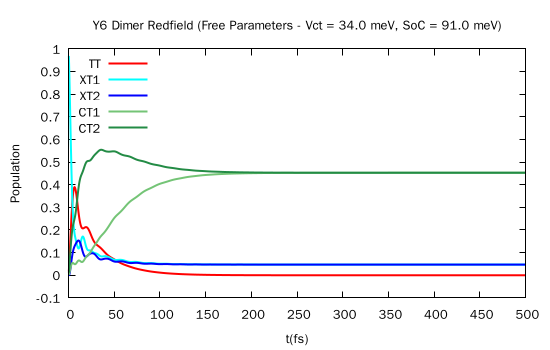 Y6 Dimer Redfield (Free Parameters - Vct = 34.0 meV, SoC = 91.0 meV)
1
0.9
0.8
0.7
0.6
0.5
0.4
0.3
0.2
0.1
0
-0.1
Population
TT
XT1
XT2
CT1
CT2
0 50 100 150 200 250 300 350 400 450 500
t(fs)